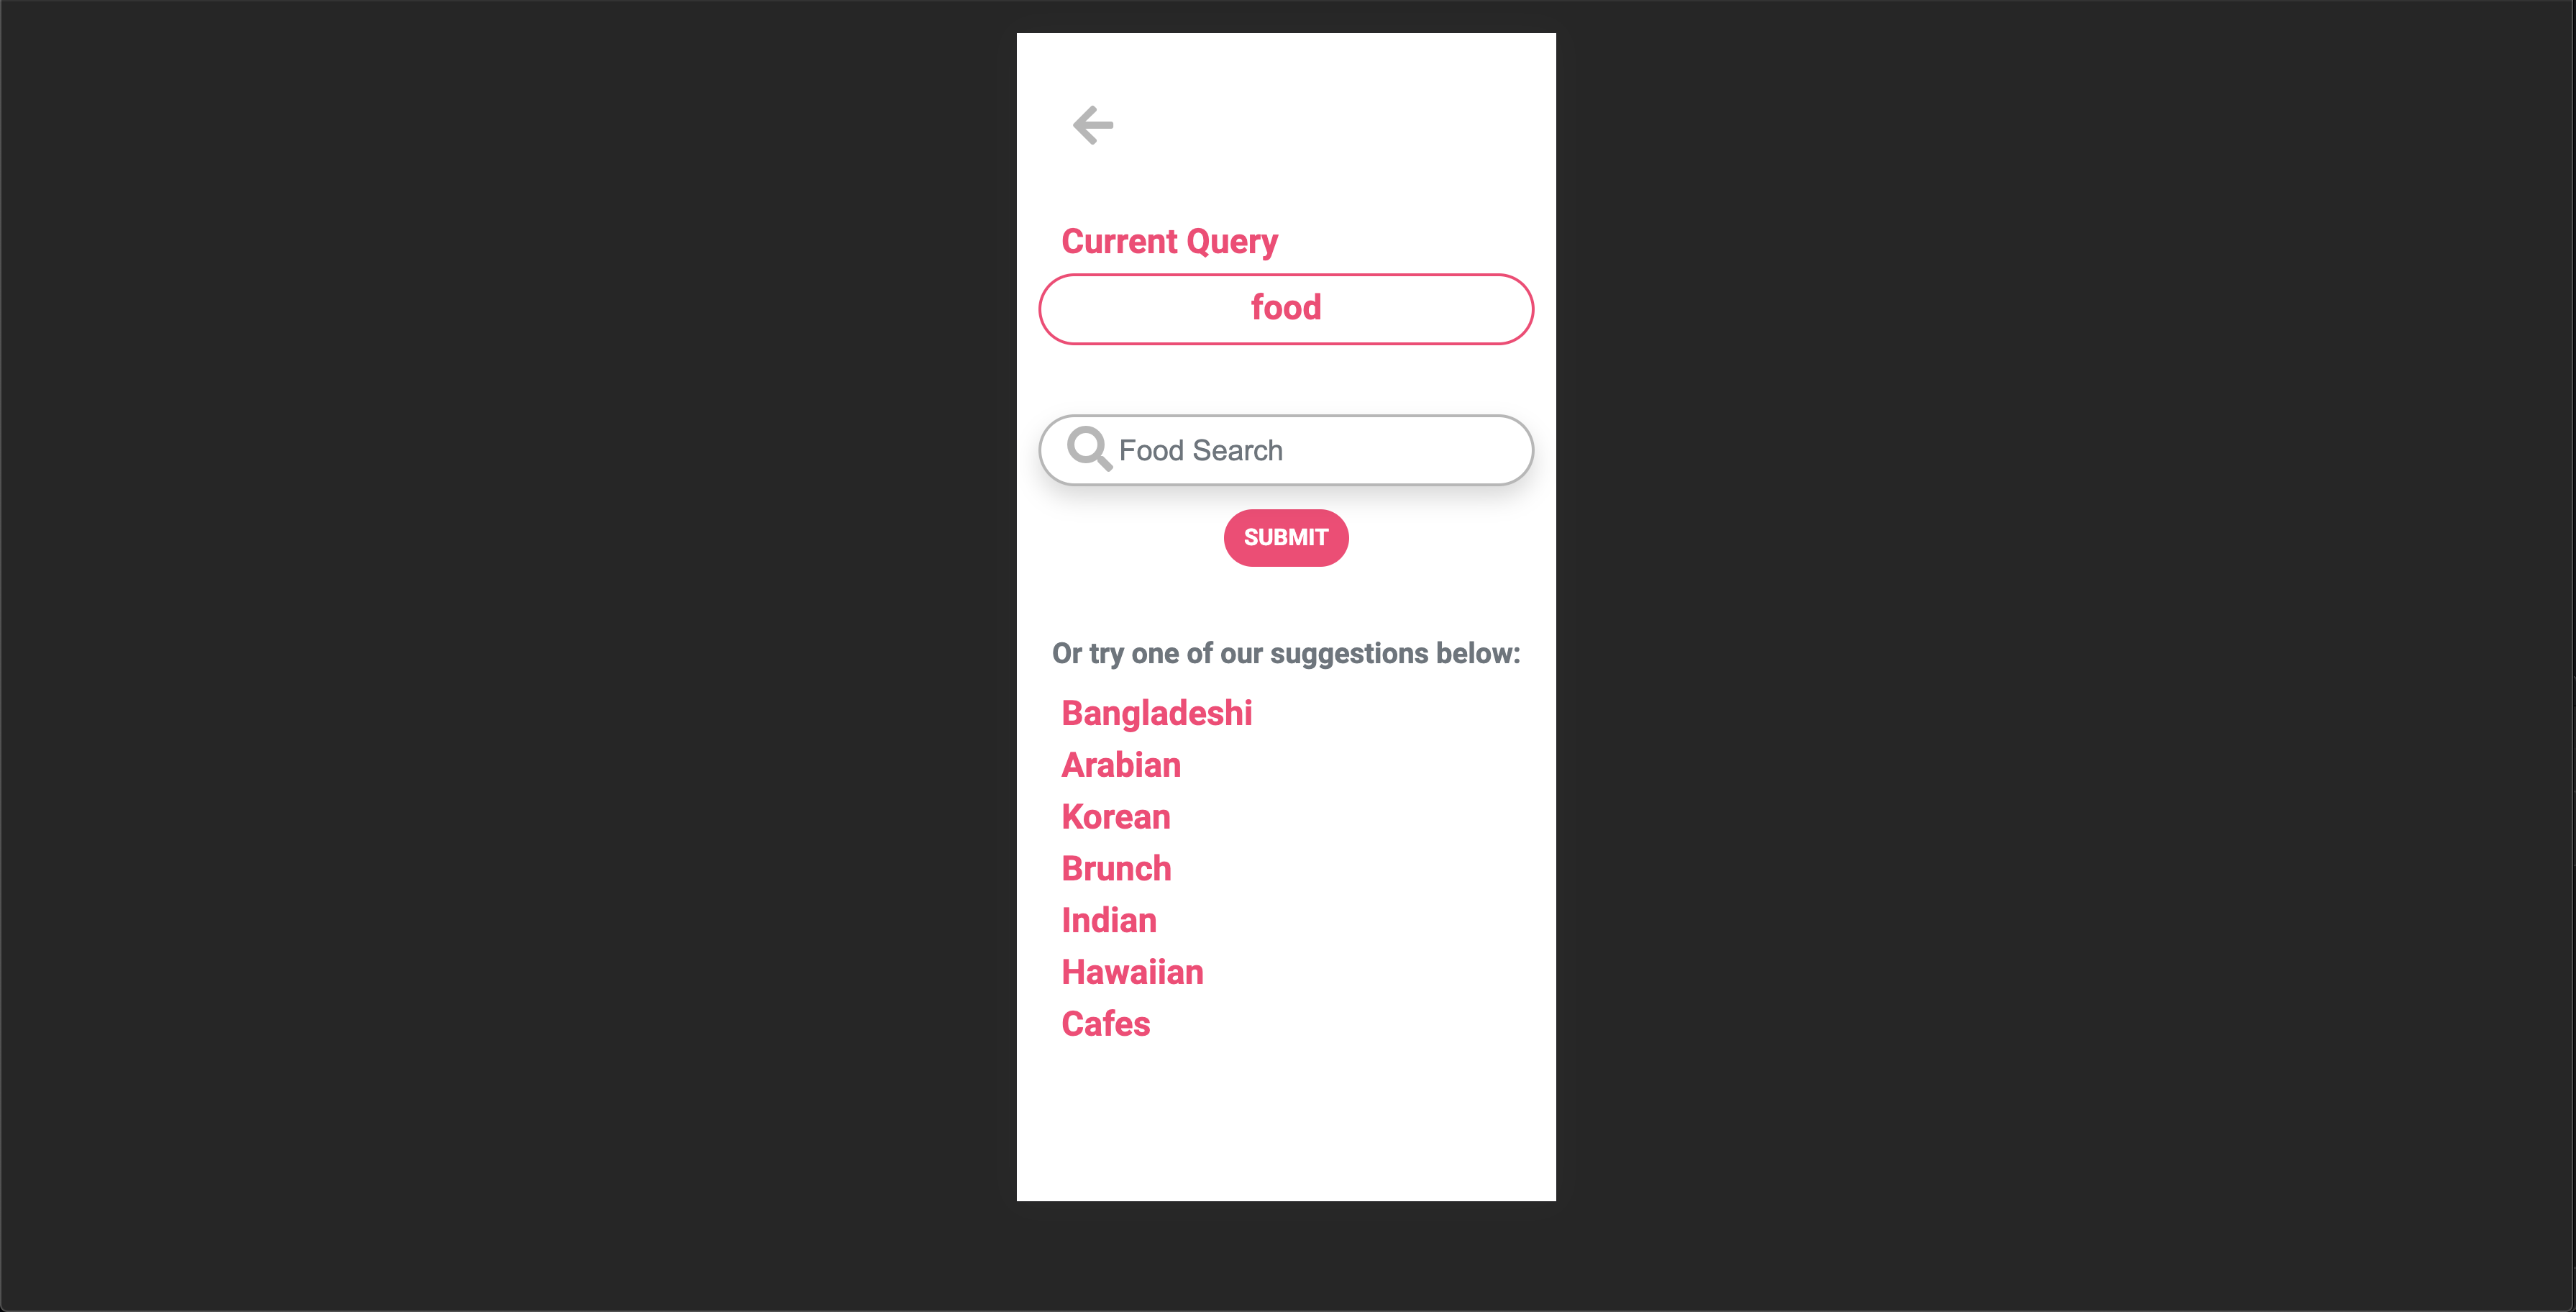 Current Query
food
Food Search
SUBMIT
Or try one of our suggestions below:
Bangladeshi
Arabian
Korean
Brunch
Indian
Hawaiian
Cafes